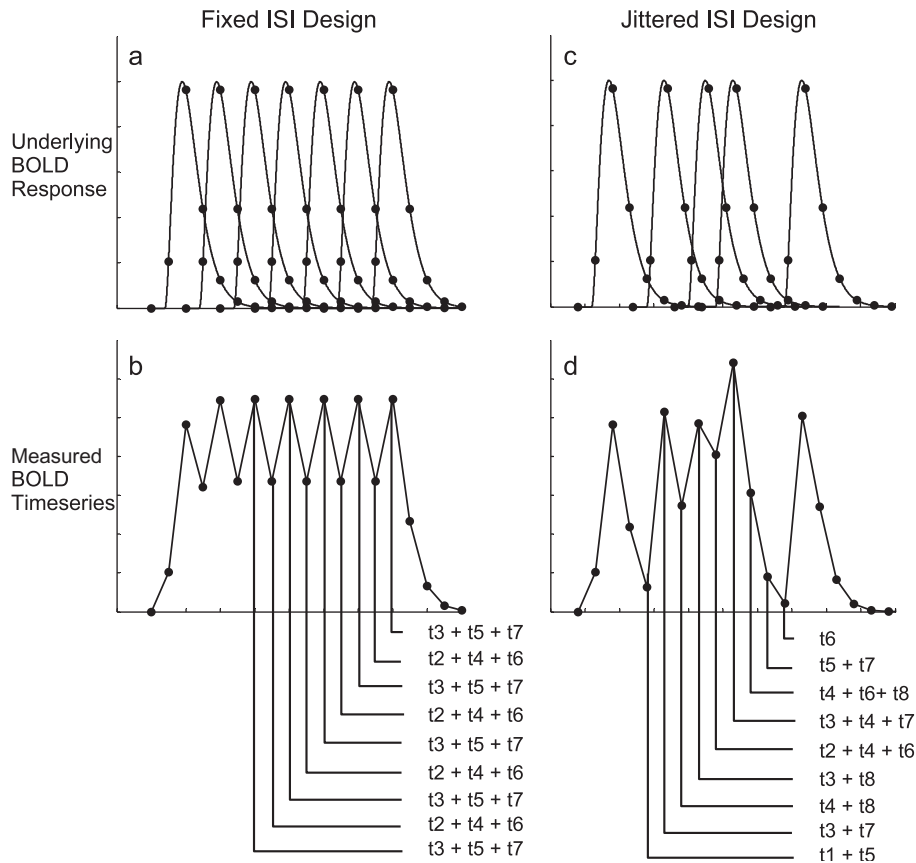 Fixed ISI Design
Jittered ISI Design
a
c
Underlying
BOLD
Response
b
d
Measured
BOLD
Timeseries
t3 + t5 + t7
t2 + t4 + t6
t3 + t5 + t7
t2 + t4 + t6
t3 + t5 + t7
t2 + t4 + t6
t3 + t5 + t7
t2 + t4 + t6
t3 + t5 + t7
t6
t5 + t7
t4 + t6+ t8
t3 + t4 + t7
t2 + t4 + t6
t3 + t8
t4 + t8
t3 + t7
t1 + t5